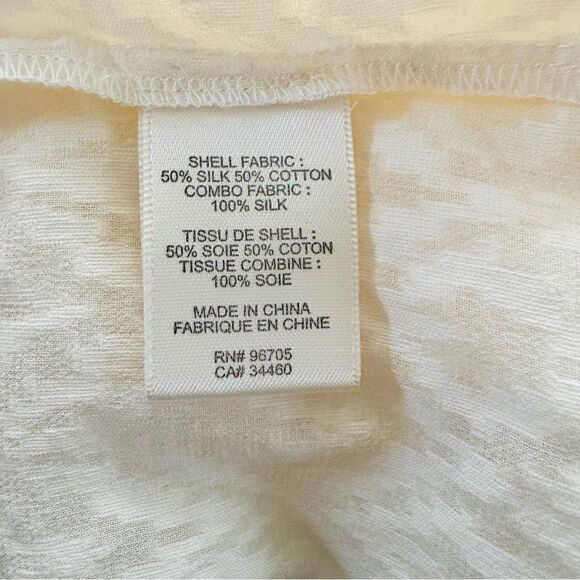 SHELL FABRIC :
50% SILK 50% COTTON
COMBO FABRIC :
100% SILK
TISSU DE SHELL :
50% SOIE 50% COTON
TISSUE COMBINE :
100% SOIE
MADE IN CHINA
FABRIQUE EN CHINE
RN# 96705
CA# 34460